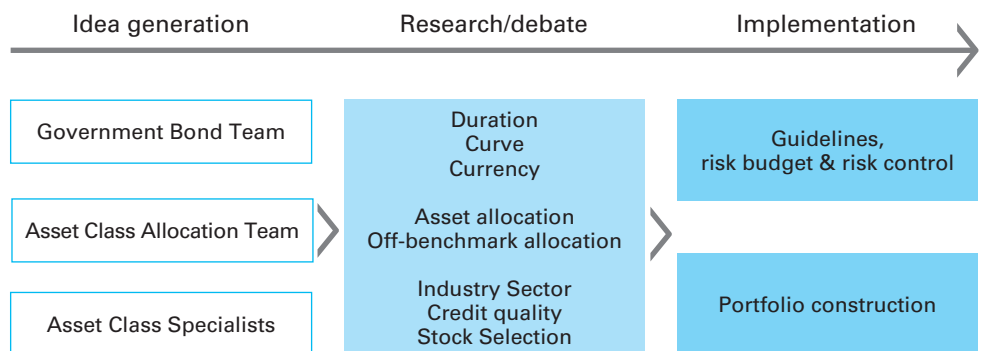 Idea generation
Research/debate
Implementation
Government Bond Team
Asset Class Allocation Team
Asset Class Specialists
Duration
Curve
Currency
Asset allocation
Off-benchmark allocation
Industry Sector
Credit quality
Stock Selection
Guidelines,
risk budget & risk control
Portfolio construction